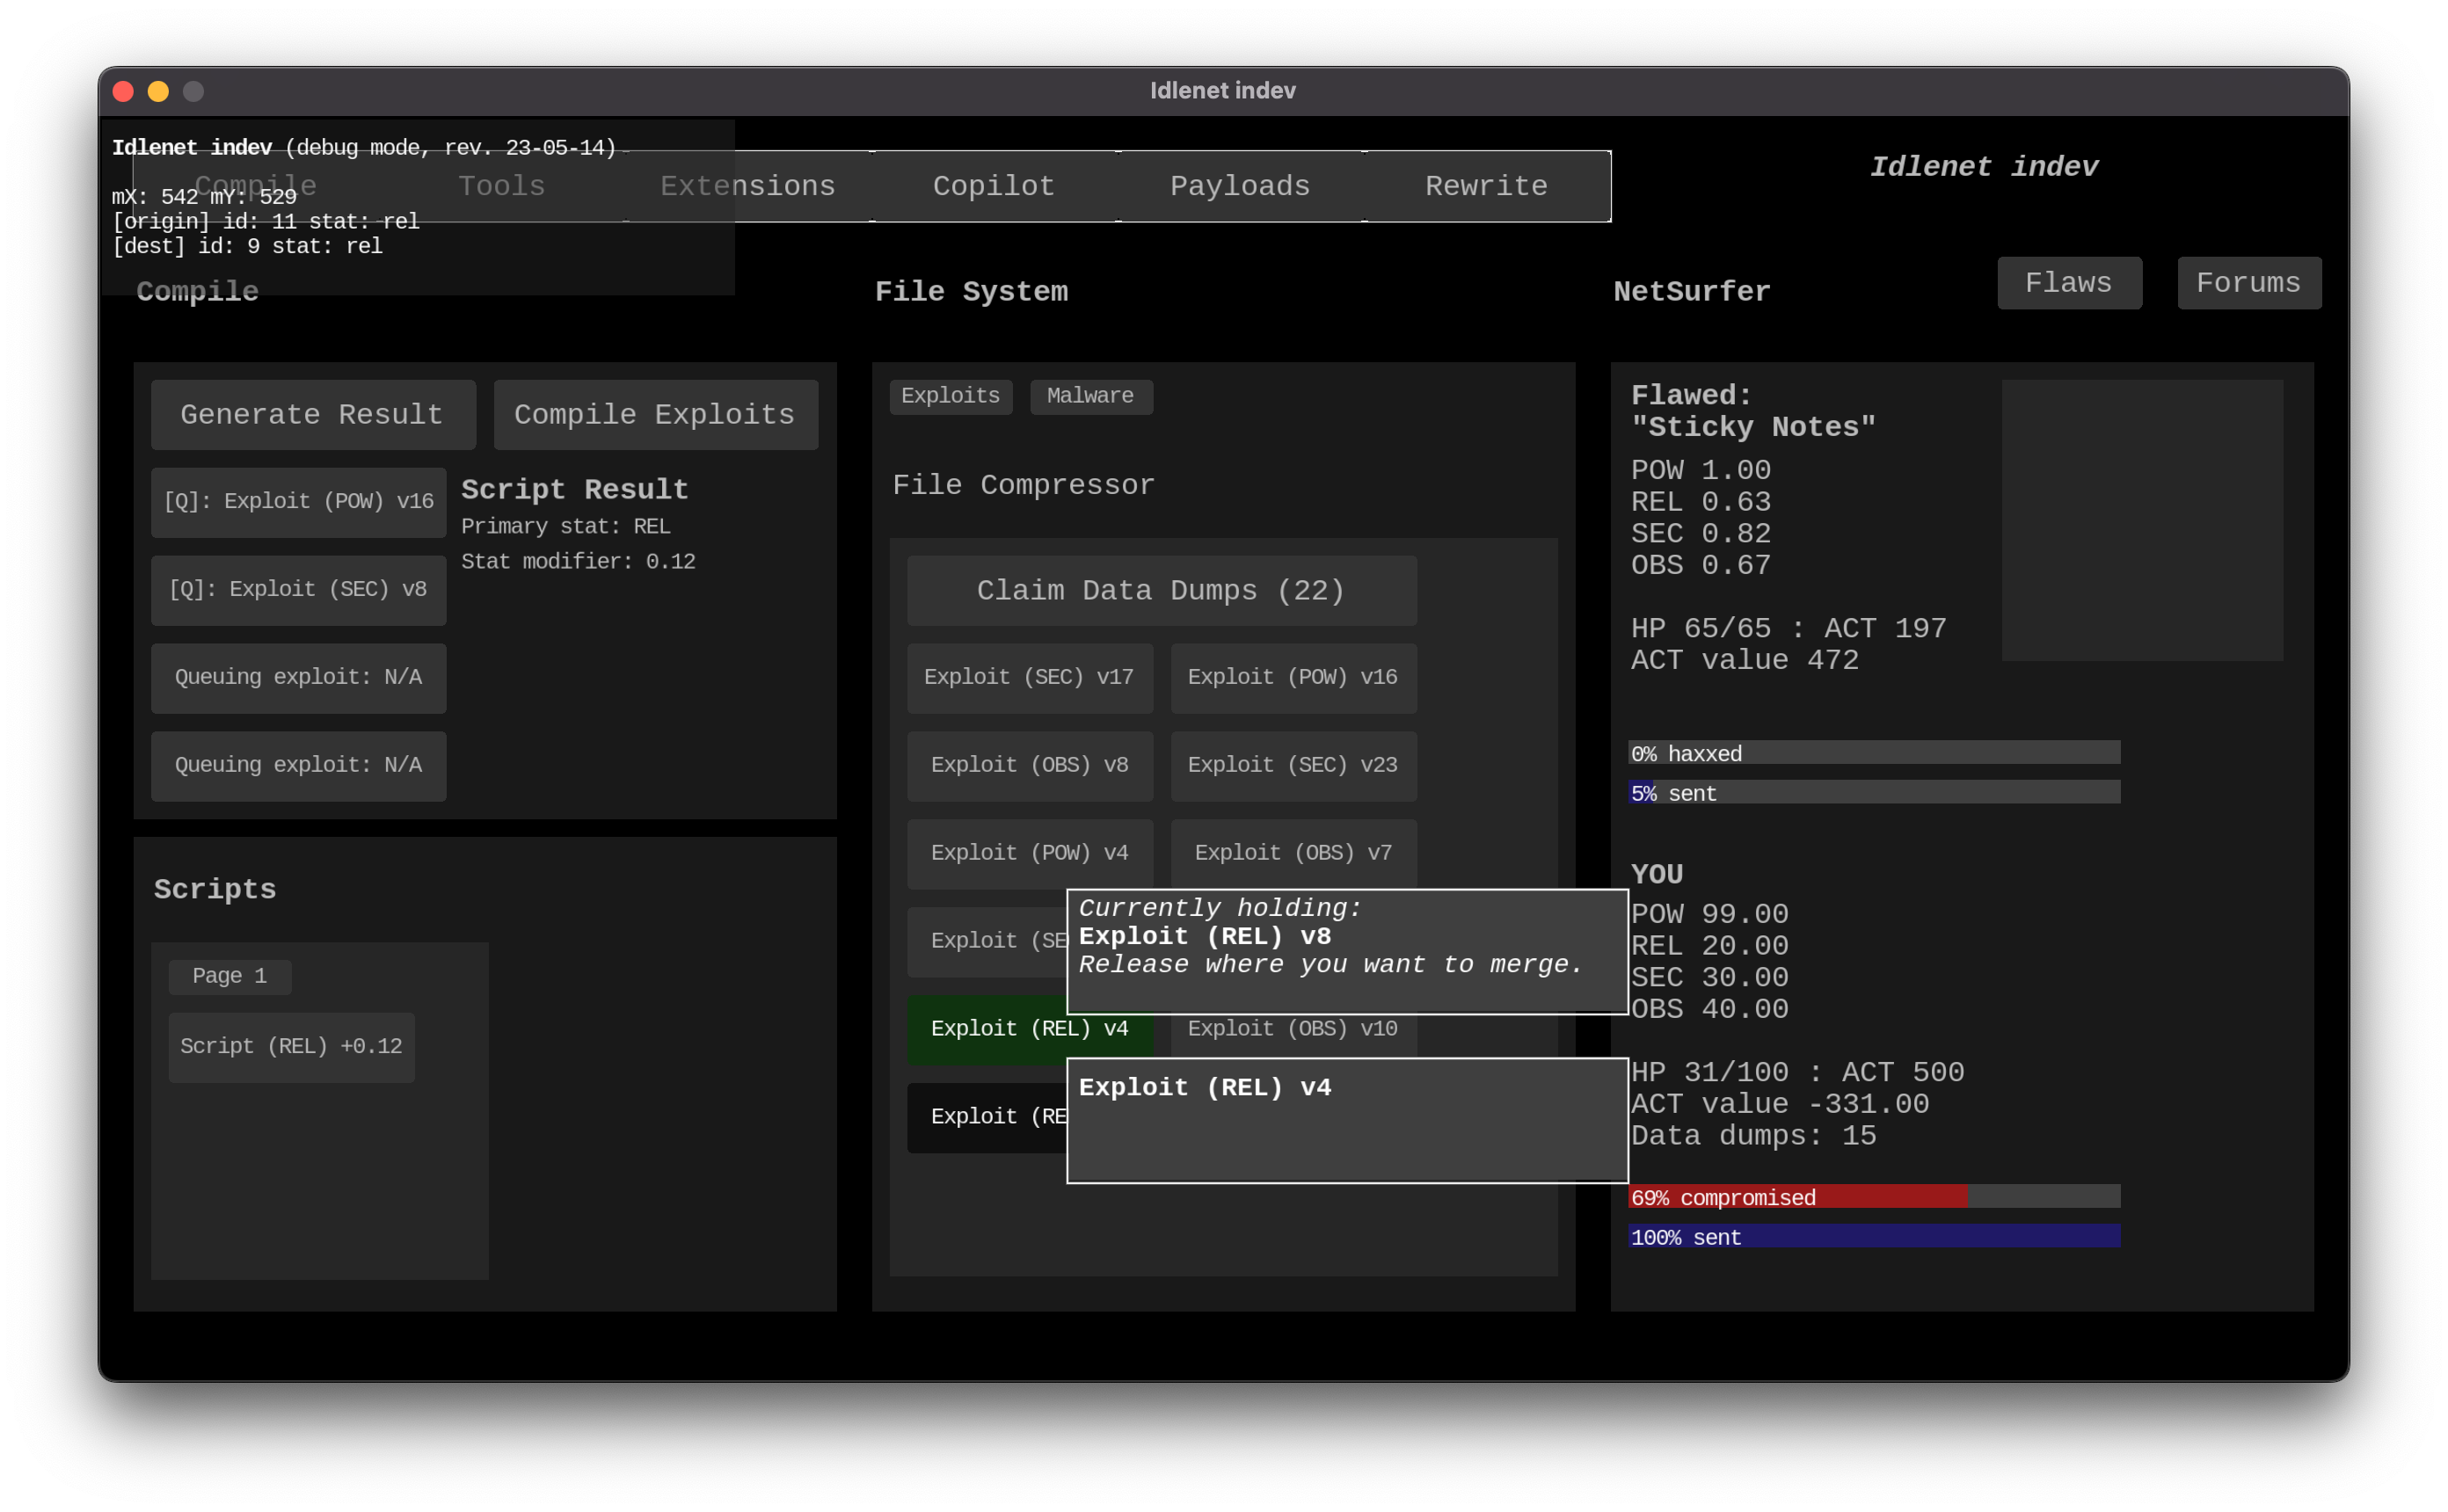 Idlenet indev
Idlenet indev (debug mode, rev. 23-05-14)
mX: 542 mY: 529
[origin] id: 11 stat: rel
[dest] id: 9 stat: rel
Compile Tools Extensions Copilot Payloads Rewrite
Idlenet indev
Compile
Generate Result Compile Exploits
[Q]: Exploit (POW) v16
[Q]: Exploit (SEC) v8
Queuing exploit: N/A
Queuing exploit: N/A
Script Result
Primary stat: REL
Stat modifier: 0.12
Scripts
Page 1
Script (REL) +0.12
File System
Exploits Malware
File Compressor
Claim Data Dumps (22)
Exploit (SEC) v17 Exploit (POW) v16
Exploit (OBS) v8 Exploit (SEC) v23
Exploit (POW) v4 Exploit (OBS) v7
Exploit (SE
Currently holding:
Exploit (REL) v8
Release where you want to merge.
Exploit (REL) v4 Exploit (OBS) v10
Exploit (RE
Exploit (REL) v4
NetSurfer Flaws Forums
Flawed:
"Sticky Notes"
POW 1.00
REL 0.63
SEC 0.82
OBS 0.67
HP 65/65 : ACT 197
ACT value 472
0% haxxed
5% sent
YOU
POW 99.00
REL 20.00
SEC 30.00
OBS 40.00
HP 31/100 : ACT 500
ACT value -331.00
Data dumps: 15
69% compromised
100% sent